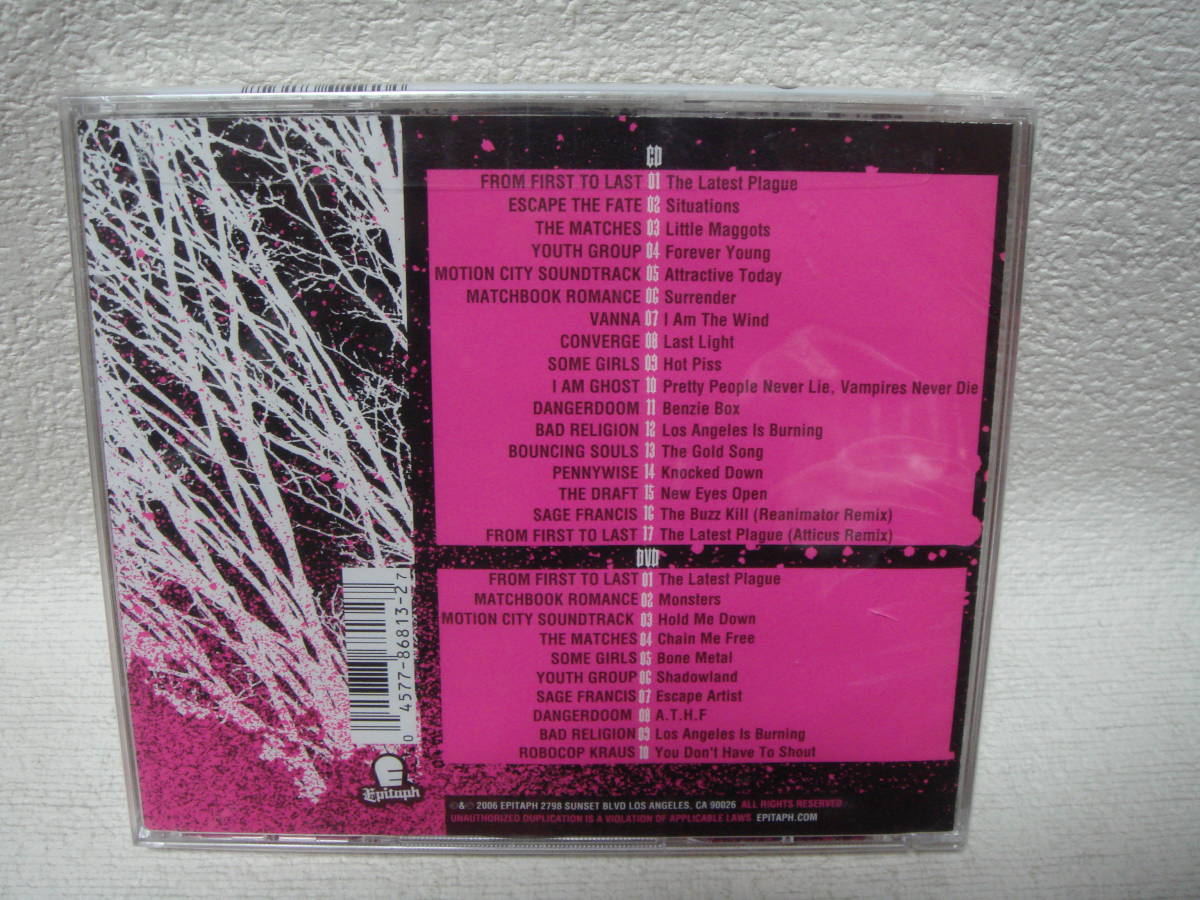 CD
FROM FIRST TO LAST 01 The Latest Plague
ESCAPE THE FATE 02 Situations
THE MATCHES 03 Little Maggots
YOUTH GROUP 04 Forever Young
MOTION CITY SOUNDTRACK 05 Attractive Today
MATCHBOOK ROMANCE 06 Surrender
VANNA 07 I Am The Wind
CONVERGE 08 Last Light
SOME GIRLS 09 Hot Piss
I AM GHOST 10 Pretty People Never Lie, Vampires Never Die
DANGERDOOM 11 Benzie Box
BAD RELIGION 12 Los Angeles Is Burning
BOUNCING SOULS 13 The Gold Song
PENNYWISE 14 Knocked Down
THE DRAFT 15 New Eyes Open
SAGE FRANCIS 16 The Buzz Kill (Reanimator Remix)
FROM FIRST TO LAST 17 The Latest Plague (Atticus Remix)
DVD
FROM FIRST TO LAST 01 The Latest Plague
MATCHBOOK ROMANCE 02 Monsters
MOTION CITY SOUNDTRACK 03 Hold Me Down
THE MATCHES 04 Chain Me Free
SOME GIRLS 05 Bone Metal
YOUTH GROUP 06 Shadowland
SAGE FRANCIS 07 Escape Artist
DANGERDOOM 08 A.T.H.F
BAD RELIGION 09 Los Angeles Is Burning
ROBOCOP KRAUS 10 You Don't Have To Shout
0 45778-6813-27
Epitaph
℗&© 2006 EPITAPH 2798 SUNSET BLVD LOS ANGELES, CA 90026 ALL RIGHTS RESERVED
UNAUTHORIZED DUPLICATION IS A VIOLATION OF APPLICABLE LAWS EPITAPH.COM